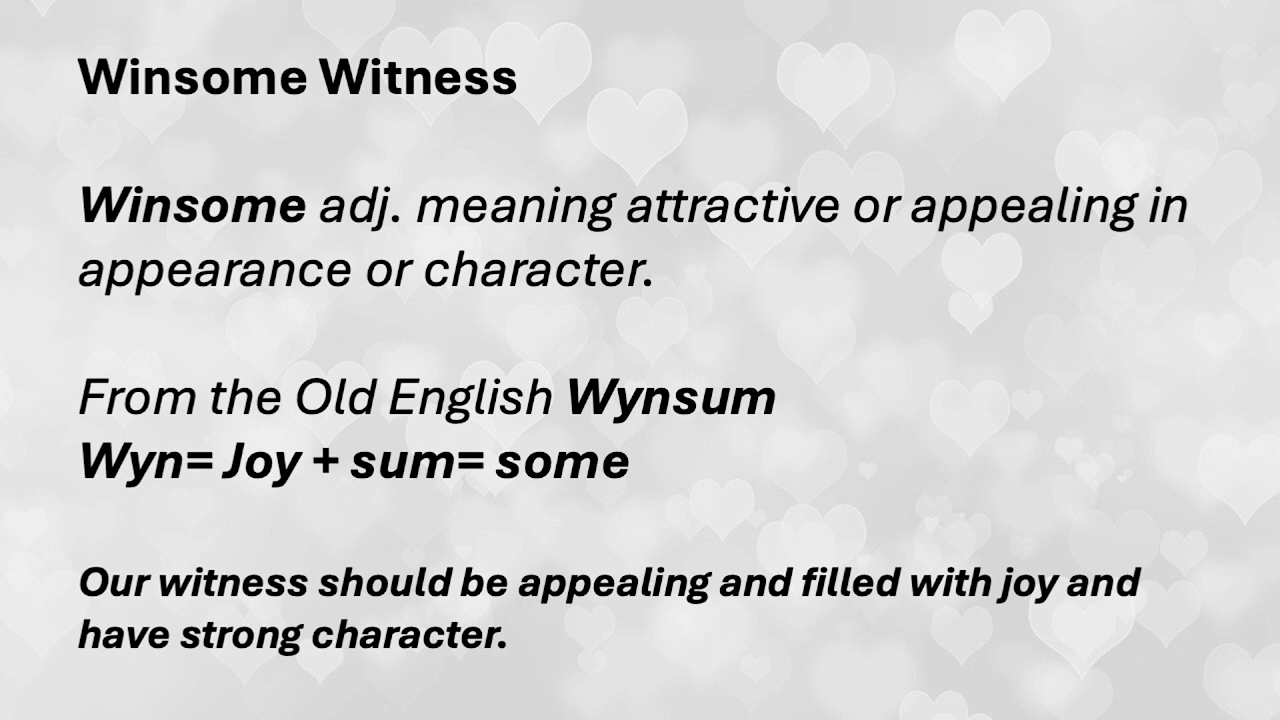 Winsome Witness
Winsome adj. meaning attractive or appealing in
appearance or character.
From the Old English Wynsum
Wyn= Joy + sum= some
Our witness should be appealing and filled with joy and
have strong character.